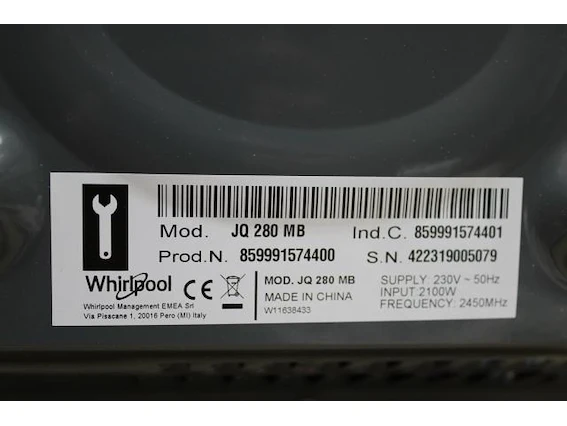 Mod. JQ 280 MB Ind.C. 859991574401
Prod.N. 859991574400 S.N. 422319005079
Whirlpool CE
Whirlpool Management EMEA Srl
Via Pisacane 1, 20016 Pero (MI) Italy
MOD. JQ 280 MB
MADE IN CHINA
W11638433
SUPPLY: 230V ~ 50Hz
INPUT: 2100W
FREQUENCY: 2450MHz